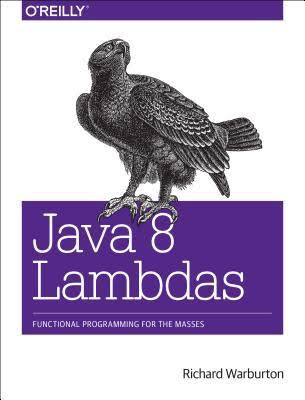 O'REILLY®
Java 8
Lambdas
FUNCTIONAL PROGRAMMING FOR THE MASSES
Richard Warburton